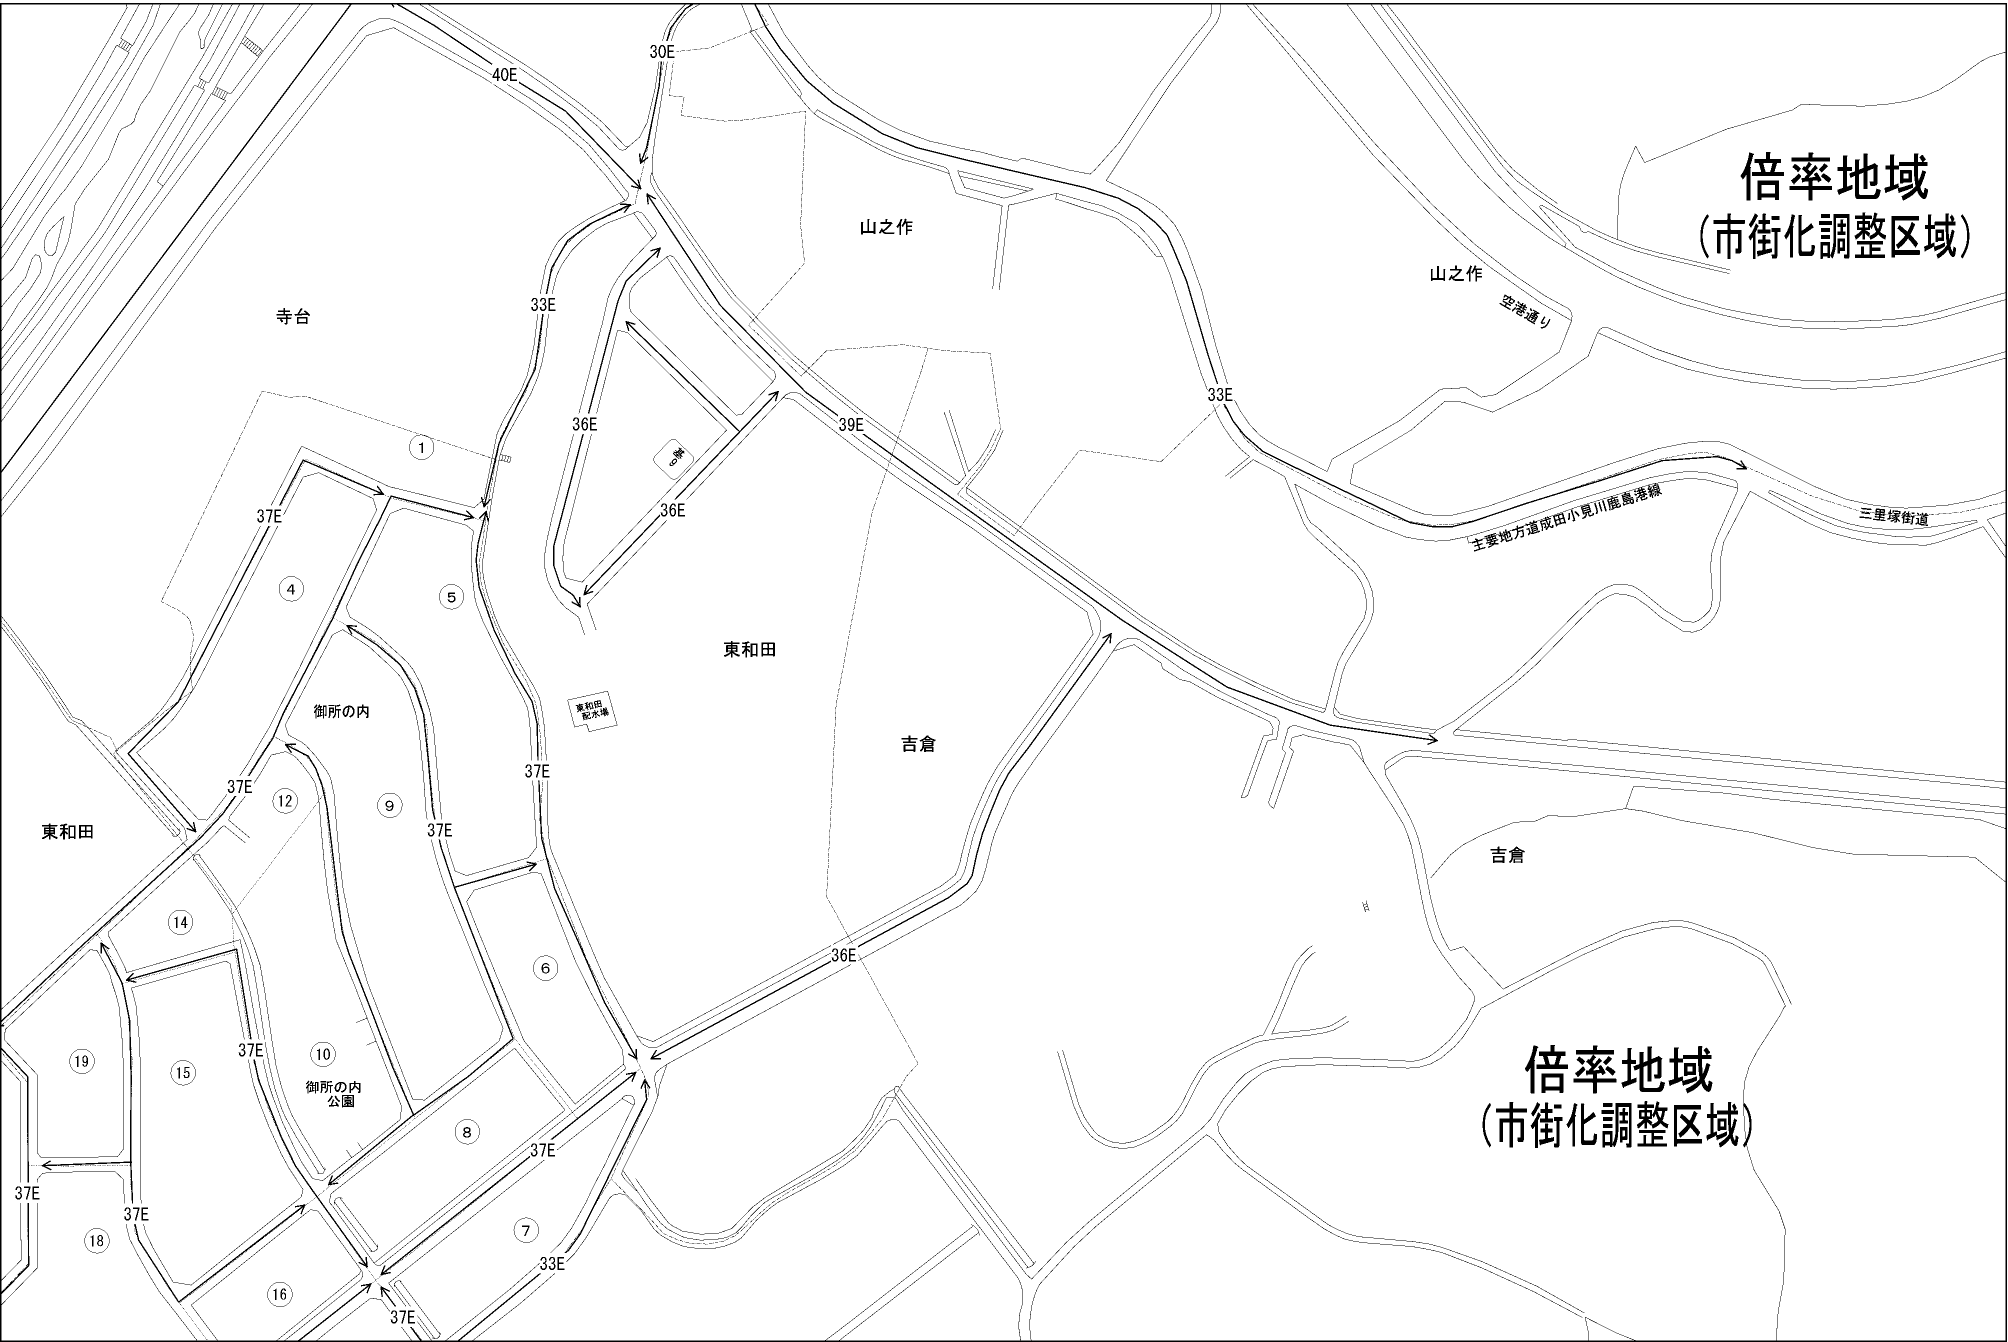 30E
40E
倍率地域
(市街化調整区域)
山之作
山之作
空港通り
33E
寺台
33E
36E
39E
1
基
9
36E
37E
主要地方道成田小見川鹿島港線
三里塚街道
4
5
東和田
御所の内
東和田
配水場
吉倉
37E
37E
12
9
37E
東和田
吉倉
14
36E
6
37E
10
19
15
御所の内
公園
倍率地域
(市街化調整区域)
8
37E
37E
37E
7
18
33E
16
37E